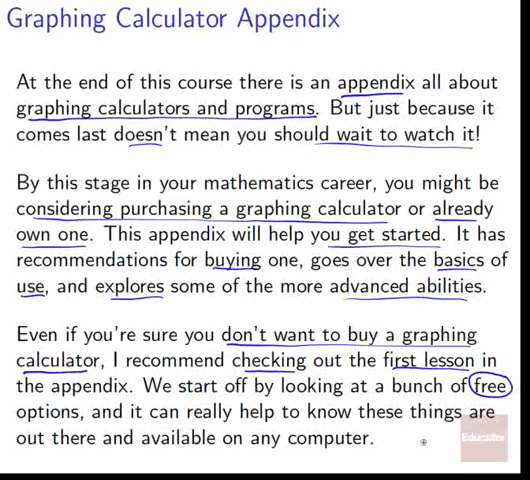 Graphing Calculator Appendix
At the end of this course there is an appendix all about
graphing calculators and programs. But just because it
comes last doesn't mean you should wait to watch it!
By this stage in your mathematics career, you might be
considering purchasing a graphing calculator or already
own one. This appendix will help you get started. It has
recommendations for buying one, goes over the basics of
use, and explores some of the more advanced abilities.
Even if you're sure you don't want to buy a graphing
calculator, I recommend checking out the first lesson in
the appendix. We start off by looking at a bunch of free
options, and it can really help to know these things are
out there and available on any computer.
Educator